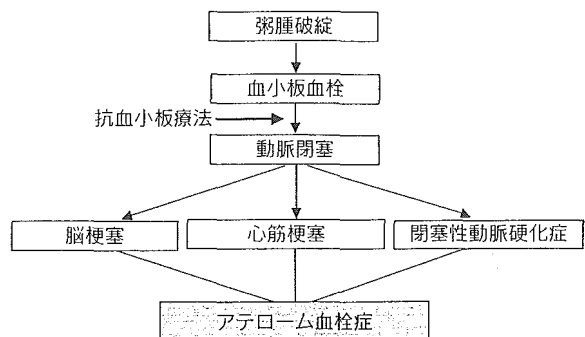 粥腫破綻
血小板血栓
抗血小板療法
動脈閉塞
脳梗塞
心筋梗塞
閉塞性動脈硬化症
アテローム血栓症